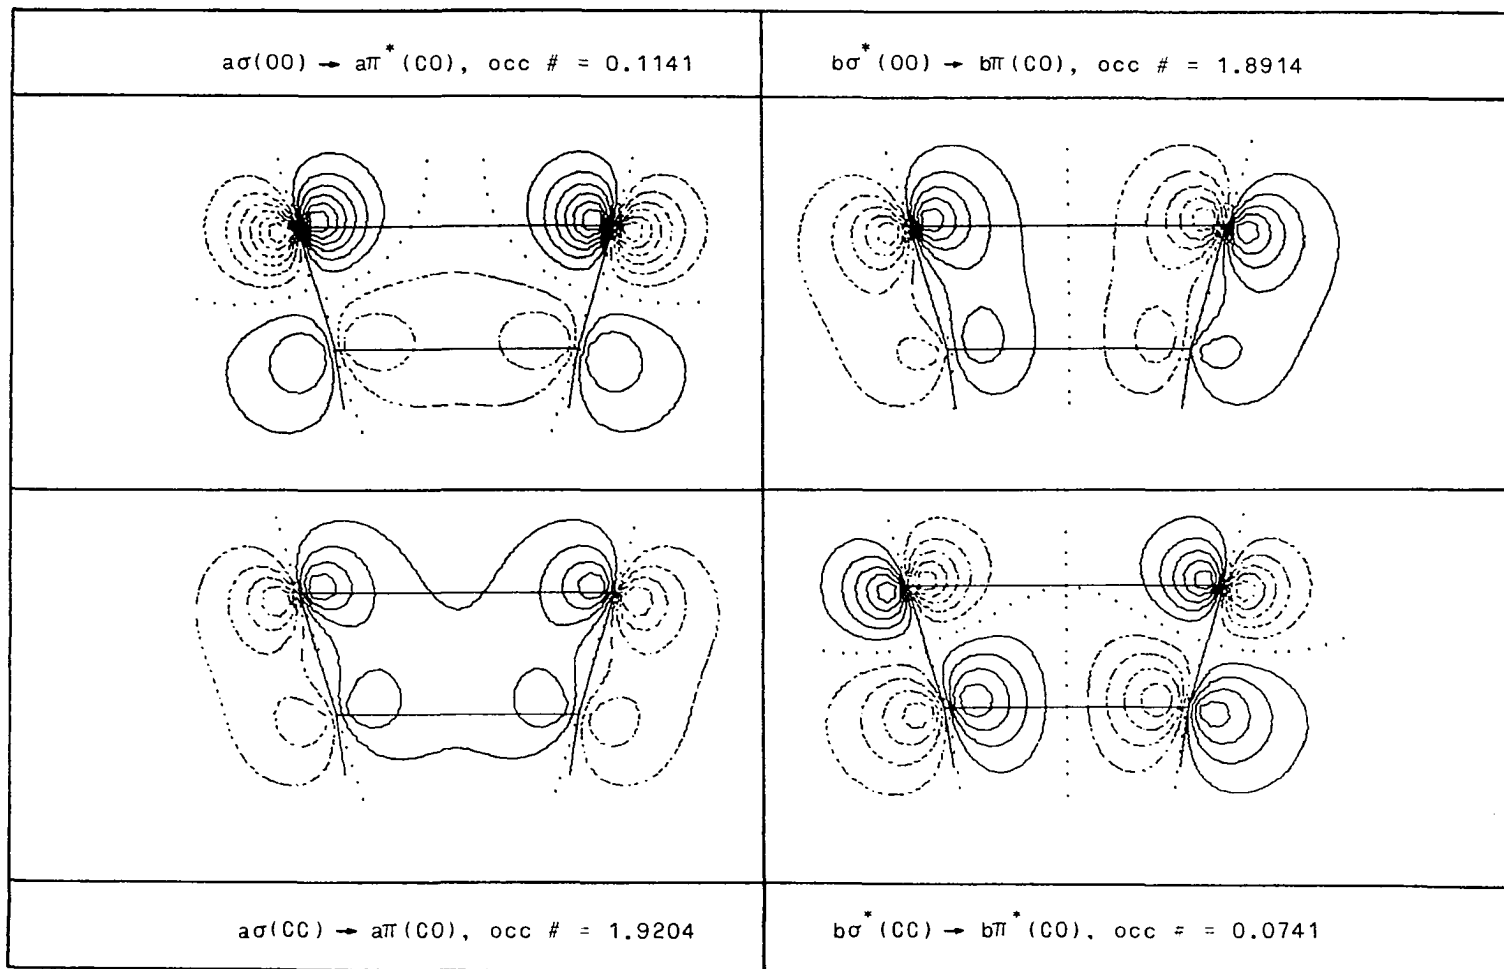 aσ(OO) → aπ*(CO), occ # = 0.1141
bσ*(OO) → bπ(CO), occ # = 1.8914
aσ(CC) → aπ(CO), occ # = 1.9204
bσ*(CC) → bπ*(CO). occ = = 0.0741